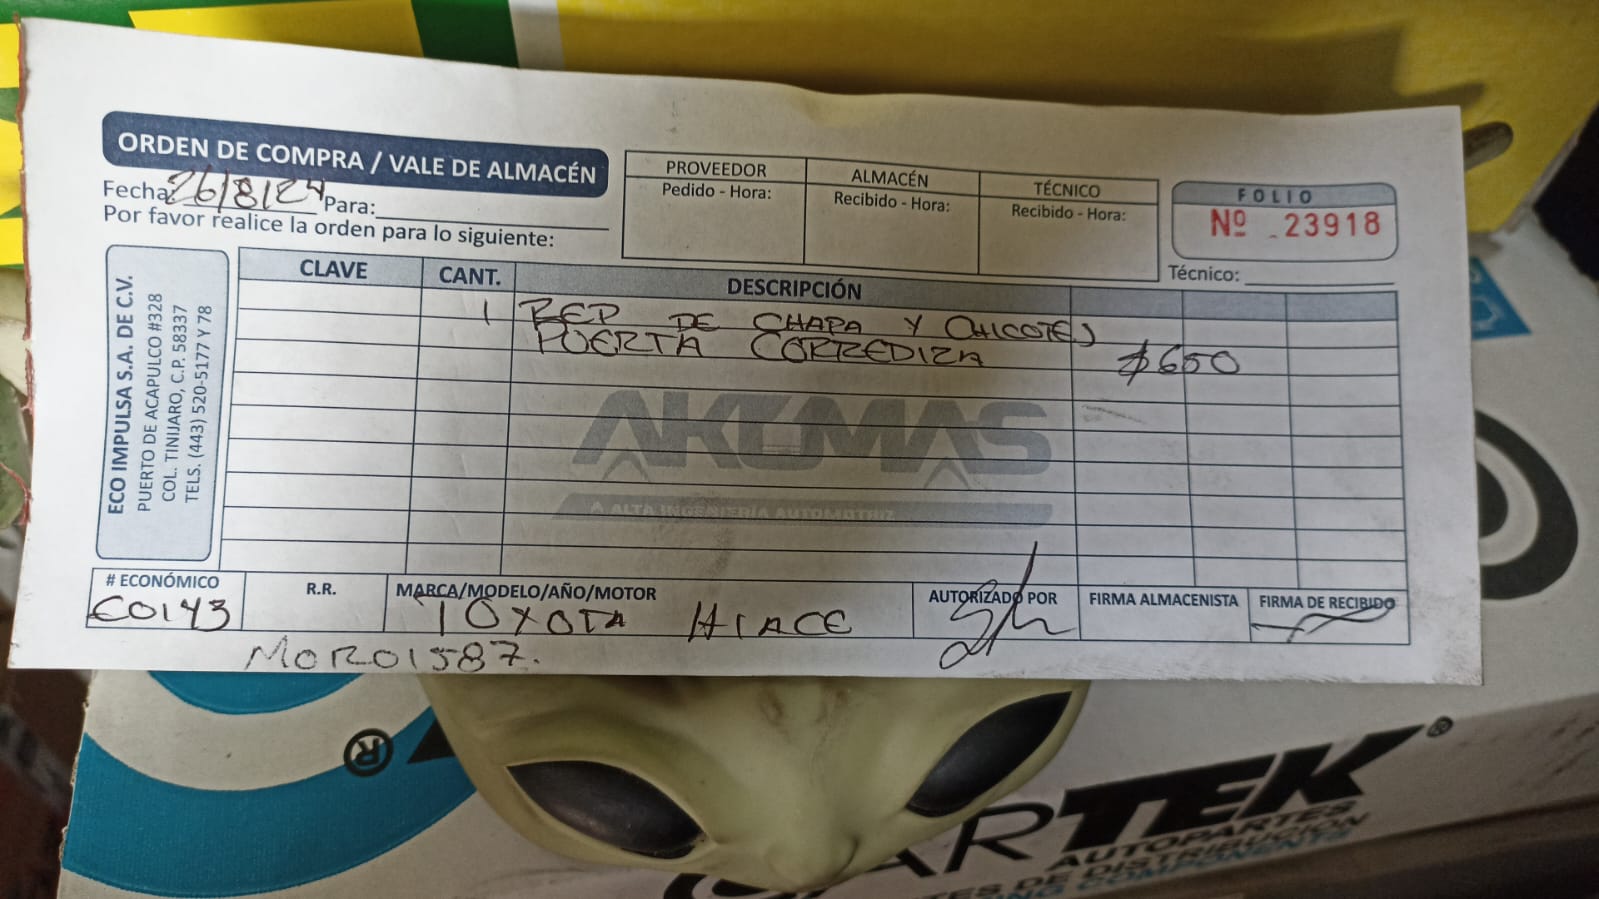 ORDEN DE COMPRA / VALE DE ALMACÉN
Fecha: 26/8/24 Para:
Por favor realice la orden para lo siguiente:
PROVEEDOR ALMACÉN TÉCNICO
Pedido - Hora: Recibido - Hora: Recibido - Hora:
FOLIO
Nº 23918
Técnico:
ECO IMPULSA S.A. DE C.V.
PUERTO DE ACAPULCO #328
COL. TINIJARO, C.P. 58337
TELS. (443) 520-5177 Y 78
CLAVE CANT. DESCRIPCIÓN
1 REP DE CHAPA Y CHICOTES
PUERTA CORREDIZA $600
AKUMAS
A ALTA INGENIERÍA AUTOMOTRIZ
# ECONÓMICO R.R. MARCA/MODELO/AÑO/MOTOR AUTORIZADO POR FIRMA ALMACENISTA FIRMA DE RECIBIDO
E0143 TOYOTA HIACE
MOR01587.
®
ARTEK®
AUTOPARTES
ES DE DISTRIBUCIÓN
NG COMPONENTS